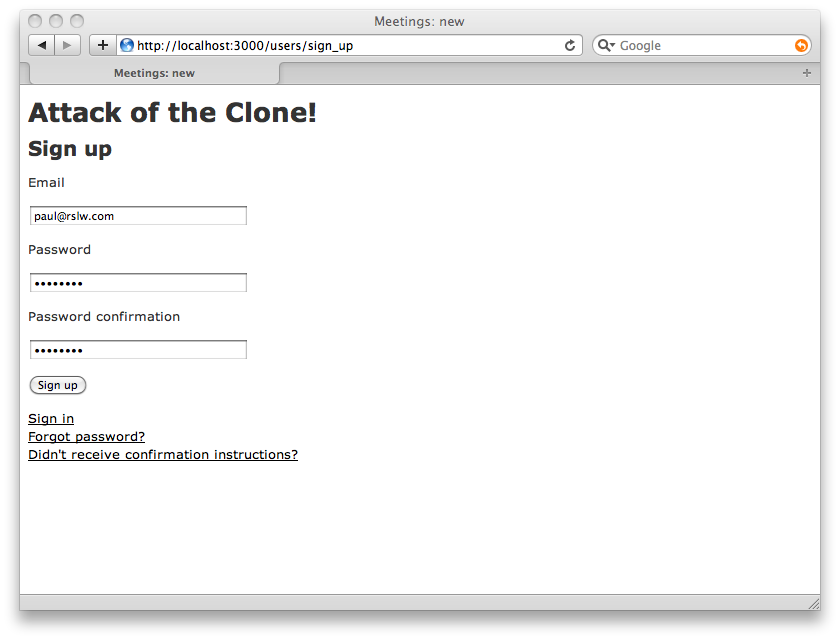 Meetings: new
http://localhost:3000/users/sign_up
Google
Meetings: new
Attack of the Clone!
Sign up
Email
paul@rslw.com
Password
••••••••
Password confirmation
••••••••
Sign up
Sign in
Forgot password?
Didn't receive confirmation instructions?